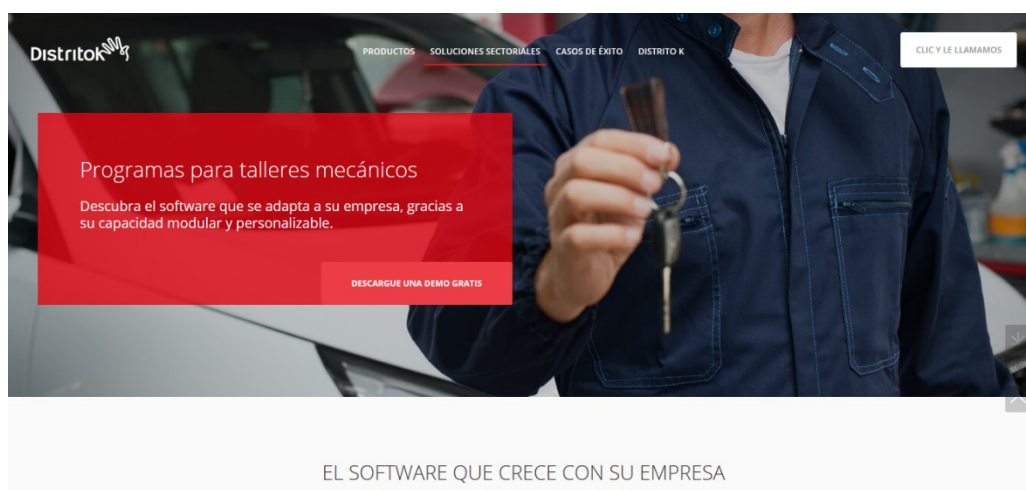 Distritok
PRODUCTOS SOLUCIONES SECTORIALES CASOS DE ÉXITO DISTRITO K
CLIC Y LE LLAMAMOS
Programas para talleres mecánicos
Descubra el software que se adapta a su empresa, gracias a
su capacidad modular y personalizable.
DESCARGUE UNA DEMO GRATIS
EL SOFTWARE QUE CRECE CON SU EMPRESA